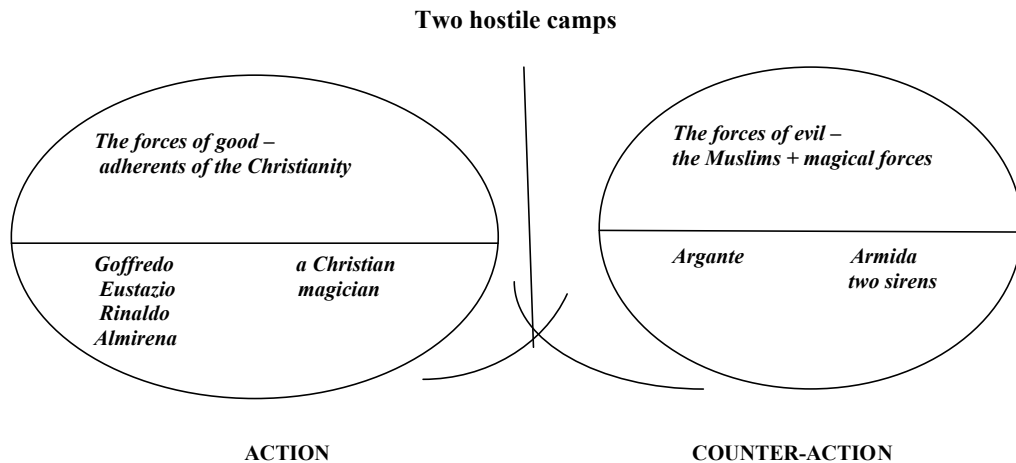 Two hostile camps
The forces of good –
adherents of the Christianity
Goffredo
Eustazio
Rinaldo
Almirena
a Christian
magician
The forces of evil –
the Muslims + magical forces
Argante
Armida
two sirens
ACTION
COUNTER-ACTION